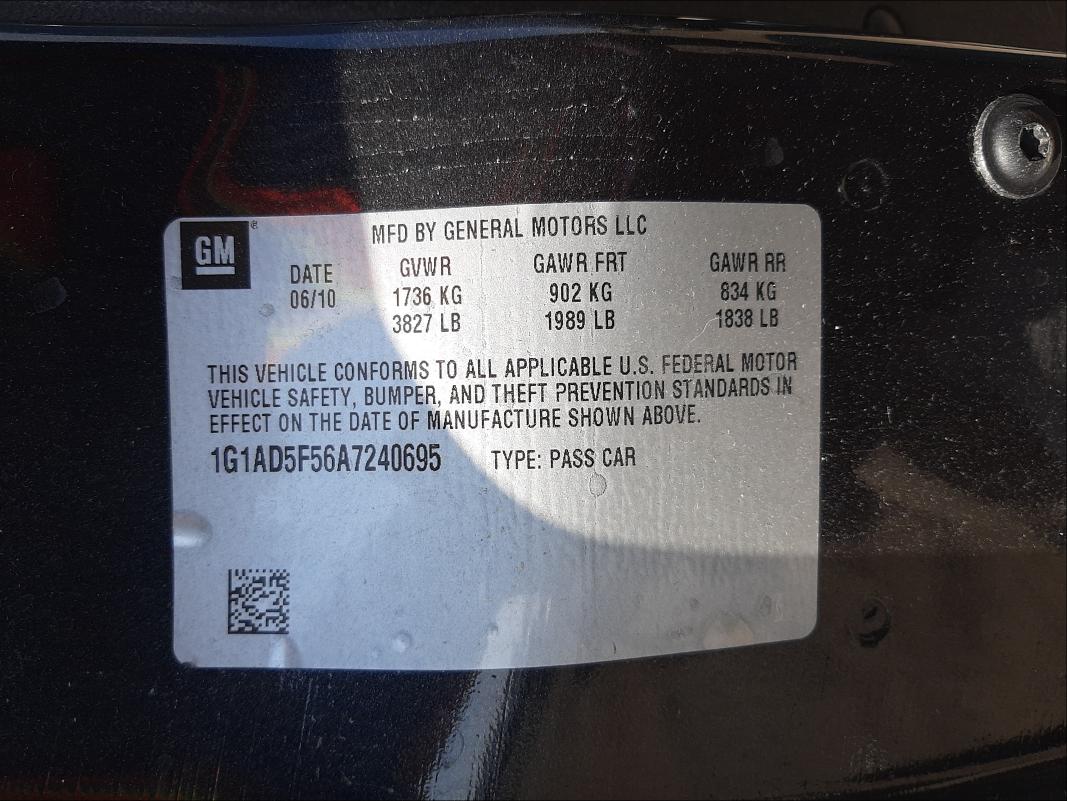 GM®
MFD BY GENERAL MOTORS LLC
DATE GVWR GAWR FRT GAWR RR
06/10 1736 KG 902 KG 834 KG
3827 LB 1989 LB 1838 LB
THIS VEHICLE CONFORMS TO ALL APPLICABLE U.S. FEDERAL MOTOR
VEHICLE SAFETY, BUMPER, AND THEFT PREVENTION STANDARDS IN
EFFECT ON THE DATE OF MANUFACTURE SHOWN ABOVE.
1G1AD5F56A7240695 TYPE: PASS CAR